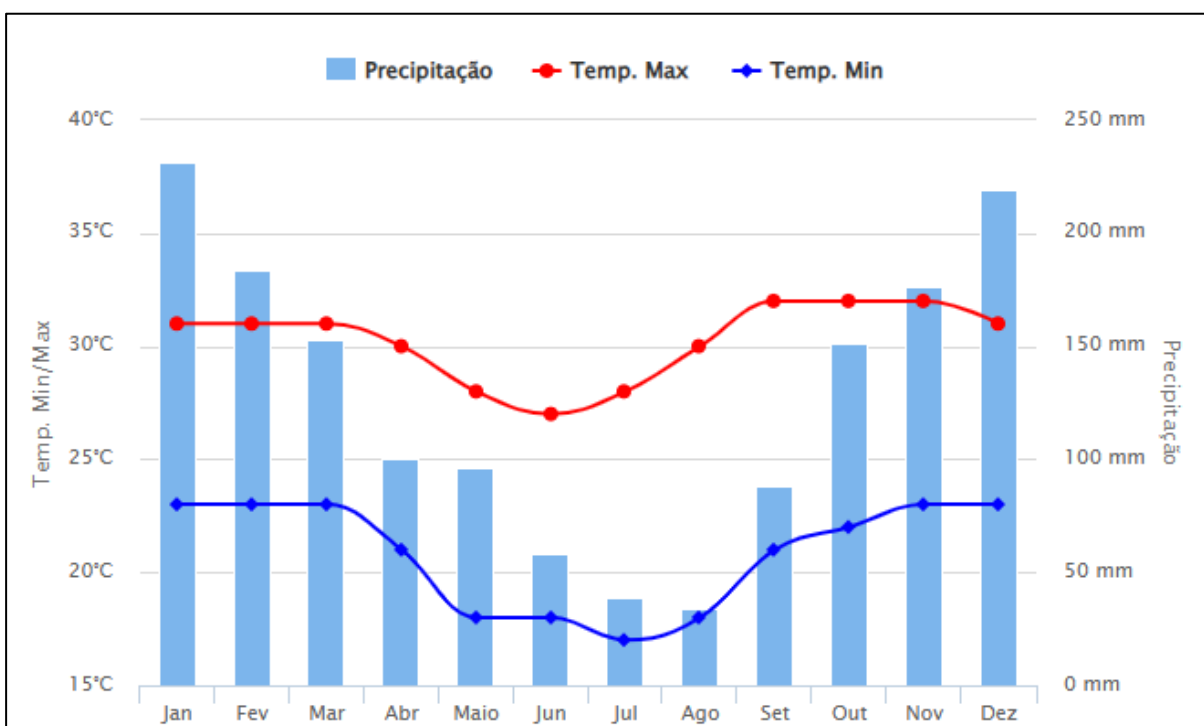 Precipitação Temp. Max Temp. Min
40°C 250 mm
35°C 200 mm
30°C 150 mm
25°C 100 mm
20°C 50 mm
15°C 0 mm
Temp. Min/Max
Precipitação
Jan Fev Mar Abr Maio Jun Jul Ago Set Out Nov Dez